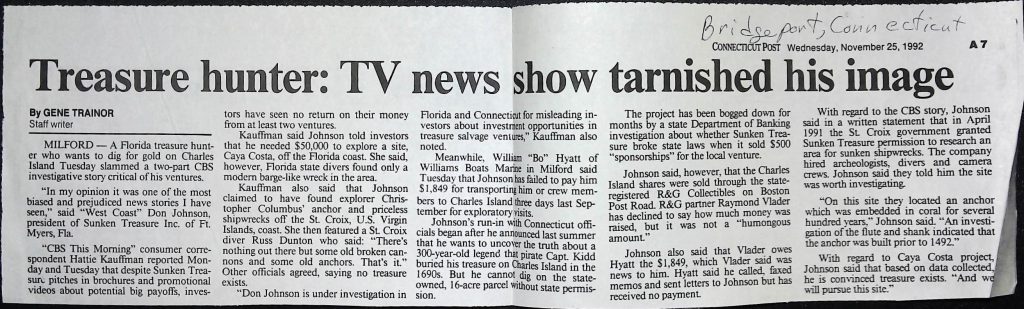 Bridgeport, Connecticut
CONNECTICUT POST Wednesday, November 25, 1992 A7
Treasure hunter: TV news show tarnished his image
By GENE TRAINOR
Staff writer
MILFORD — A Florida treasure hunt-
er who wants to dig for gold on Charles
Island Tuesday slammed a two-part CBS
investigative story critical of his ventures.
"In my opinion it was one of the most
biased and prejudiced news stories I have
seen," said "West Coast" Don Johnson,
president of Sunken Treasure Inc. of Ft.
Myers, Fla.
"CBS This Morning" consumer corre-
spondent Hattie Kauffman reported Mon-
day and Tuesday that despite Sunken Trea-
sure pitches in brochures and promotional
videos about potential big payoffs, inves-
tors have seen no return on their money
from at least two ventures.
Kauffman said Johnson told investors
that he needed $50,000 to explore a site,
Caya Costa, off the Florida coast. She said,
however, Florida state divers found only a
modern barge-like wreck in the area.
Kauffman also said that Johnson
claimed to have found explorer Chris-
topher Columbus' anchor and priceless
shipwrecks off the St. Croix, U.S. Virgin
Islands, coast. She then featured a St. Croix
diver Russ Dunton who said: "There's
nothing out there but some old broken can-
nons and some old anchors. That's it."
Other officials agreed, saying no treasure
exists.
"Don Johnson is under investigation in
Florida and Connecticut for misleading in-
vestors about investment opportunities in
treasure salvage ventures," Kauffman also
noted.
Meanwhile, William "Bo" Hyatt of
Williams Boats Marine in Milford said
Tuesday that Johnson has failed to pay him
$1,849 for transporting him or crew mem-
bers to Charles Island three days last Sep-
tember for exploratory visits.
Johnson's run-in with Connecticut offi-
cials began after he announced last summer
that he wants to uncover the truth about a
300-year-old legend that pirate Capt. Kidd
buried his treasure on Charles Island in the
1690s. But he cannot dig on the state-
owned, 16-acre parcel without state permis-
sion.
The project has been bogged down for
months by a state Department of Banking
investigation about whether Sunken Trea-
sure broke state laws when it sold $500
"sponsorships" for the local venture.
Johnson said, however, that the Charles
Island shares were sold through the state-
registered R&G Collectibles on Boston
Post Road. R&G partner Raymond Vlader
has declined to say how much money was
raised, but it was not a "humongous
amount."
Johnson also said that Vlader owes
Hyatt the $1,849, which Vlader said was
news to him. Hyatt said he called, faxed
memos and sent letters to Johnson but has
received no payment.
With regard to the CBS story, Johnson
said in a written statement that in April
1991 the St. Croix government granted
Sunken Treasure permission to research an
area for sunken shipwrecks. The company
hired archeologists, divers and camera
crews. Johnson said they told him the site
was worth investigating.
"On this site they located an anchor
which was embedded in coral for several
hundred years," Johnson said. "An investi-
gation of the flute and shank indicated that
the anchor was built prior to 1492."
With regard to Caya Costa project,
Johnson said that based on data collected,
he is convinced treasure exists. "And we
will pursue this site."